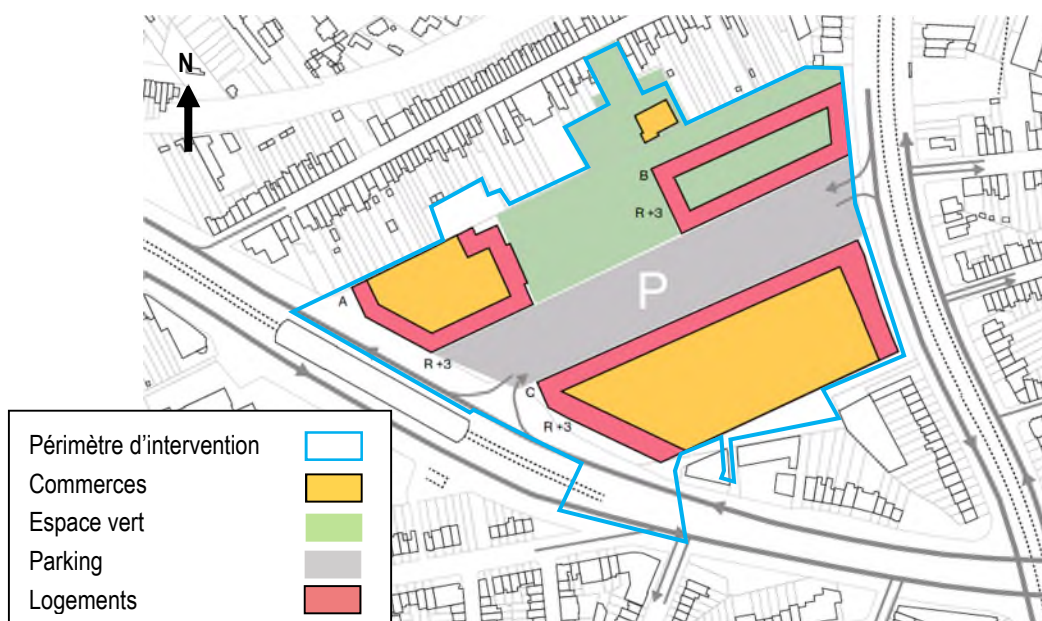 N
B
R +3
P
A
R +3
C
R +3
Périmètre d'intervention
Commerces
Espace vert
Parking
Logements